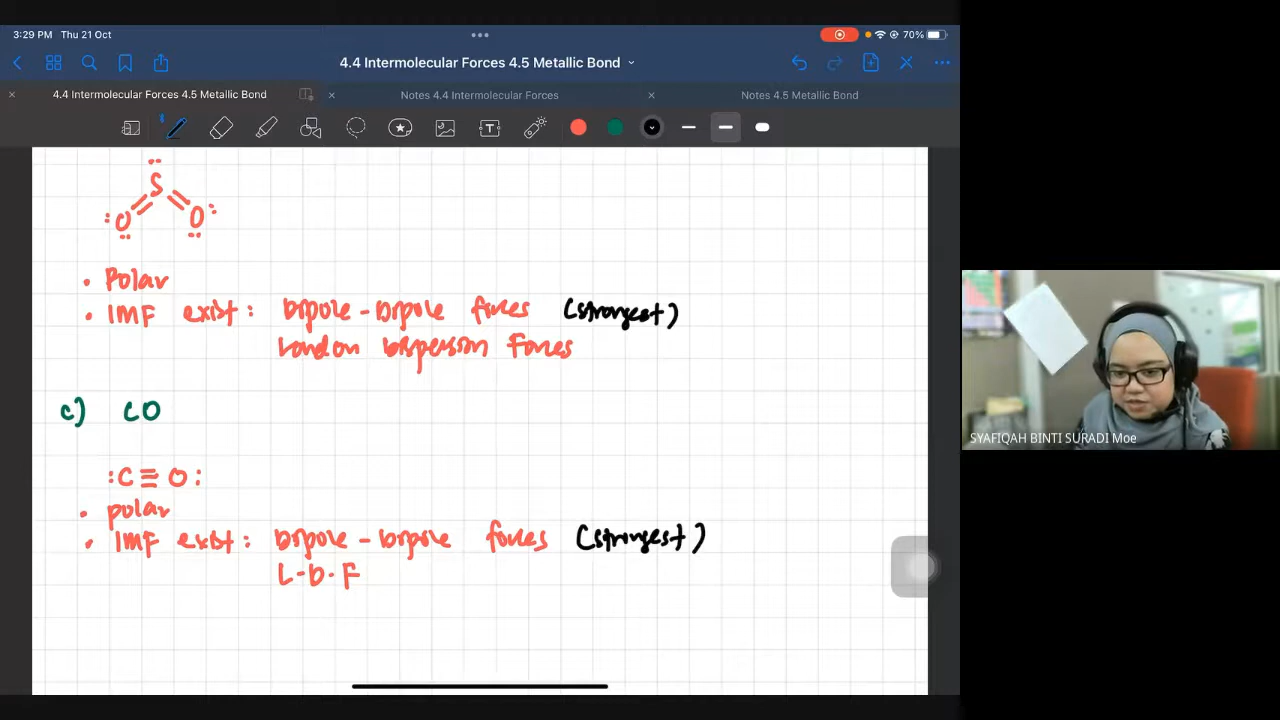 3:29 PM Thu 21 Oct
70%
4.4 Intermolecular Forces 4.5 Metallic Bond
4.4 Intermolecular Forces 4.5 Metallic Bond
Notes 4.4 Intermolecular Forces
Notes 4.5 Metallic Bond
S
O O
• Polar
• IMF exist : Dipole - Dipole forces (strongest)
London Dispersion Forces
c) CO
:C≡O:
• polar
• IMF exist : Dipole - Dipole forces (strongest)
L.D.F
SYAFIQAH BINTI SURADI Moe